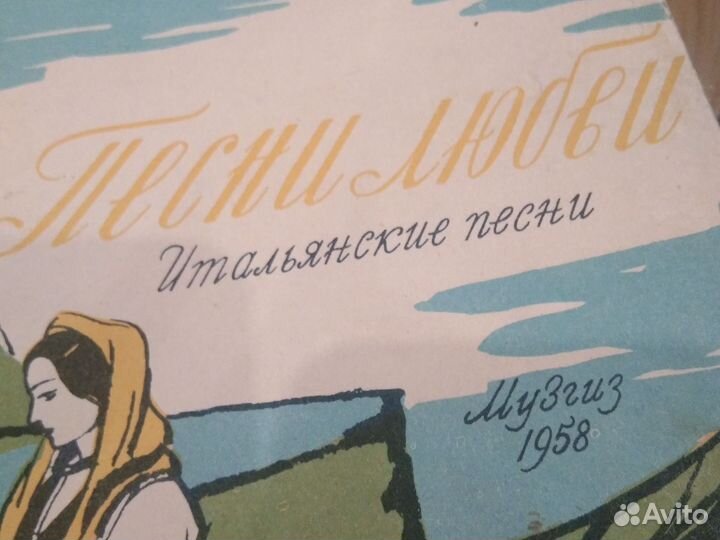 Песни любви
Итальянские песни
Музгиз
1958
Avito